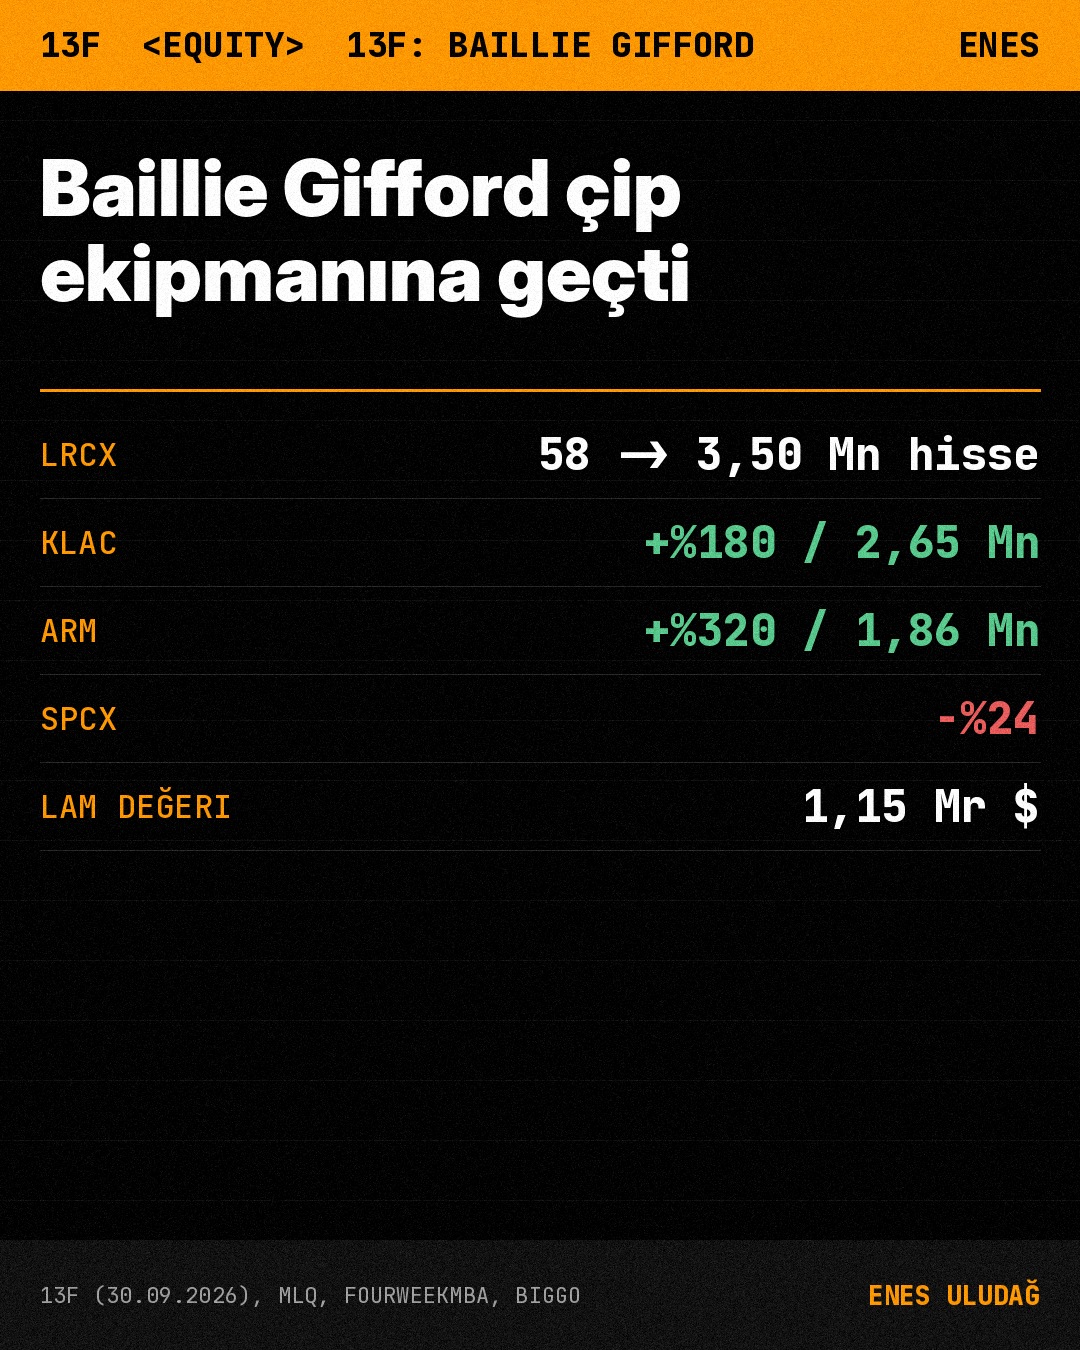 13F <EQUITY> 13F: BAILLIE GIFFORD ENES
Baillie Gifford çip
ekipmanına geçti
LRCX 58 → 3,50 Mn hisse
KLAC +%180 / 2,65 Mn
ARM +%320 / 1,86 Mn
SPCX -%24
LAM DEĞERI 1,15 Mr $
13F (30.09.2026), MLQ, FOURWEEKMBA, BIGGO ENES ULUDAĞ